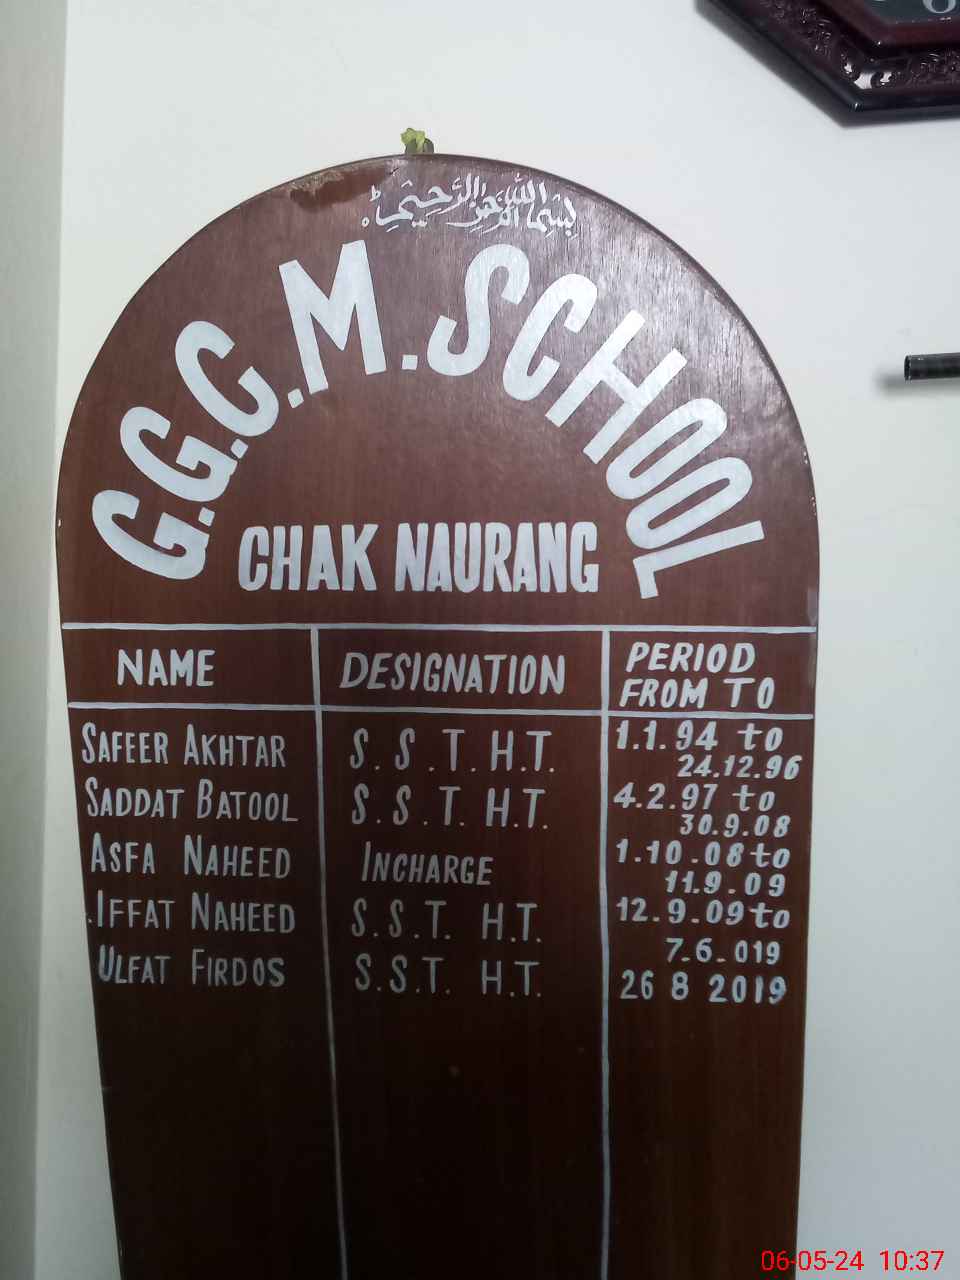 بسم الله الرحمن الرحيم
G.G.C.M.SCHOOL
CHAK NAURANG
NAME DESIGNATION PERIOD FROM TO
SAFEER AKHTAR S.S.T. H.T. 1.1.94 to 24.12.96
SADDAT BATOOL S.S.T. H.T. 4.2.97 to 30.9.08
ASFA NAHEED INCHARGE 1.10.08 to 11.9.09
.IFFAT NAHEED S.S.T. H.T. 12.9.09 to 7.6.019
ULFAT FIRDOS S.S.T. H.T. 26 8 2019
06-05-24 10:37